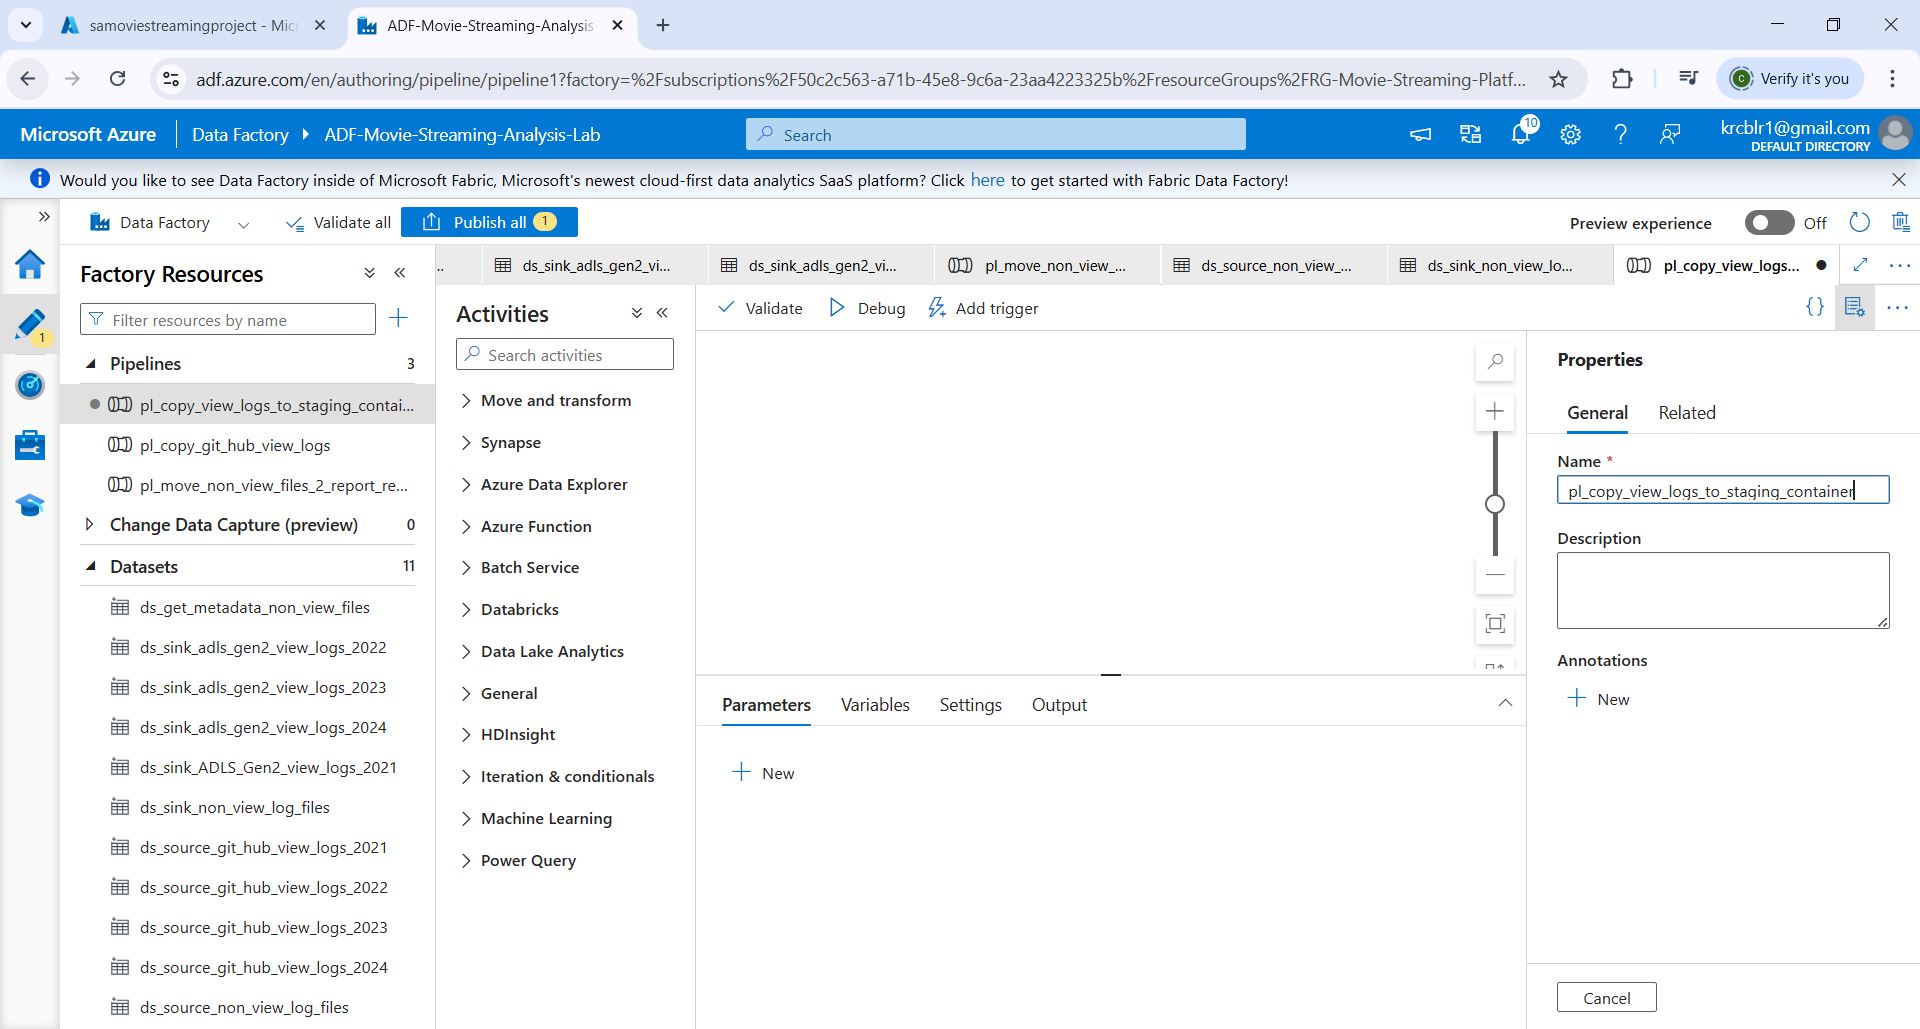 samoviestreamingproject - Micr
ADF-Movie-Streaming-Analysis
adf.azure.com/en/authoring/pipeline/pipeline1?factory=%2Fsubscriptions%2F50c2c563-a71b-45e8-9c6a-23aa4223325b%2FresourceGroups%2FRG-Movie-Streaming-Platf...
C
Verify it's you
Microsoft Azure
Data Factory
ADF-Movie-Streaming-Analysis-Lab
Search
10
krcblr1@gmail.com
DEFAULT DIRECTORY
Would you like to see Data Factory inside of Microsoft Fabric, Microsoft's newest cloud-first data analytics SaaS platform? Click here to get started with Fabric Data Factory!
Data Factory
Validate all
Publish all 1
Preview experience
Off
1
Factory Resources
Filter resources by name
Pipelines 3
pl_copy_view_logs_to_staging_contai...
pl_copy_git_hub_view_logs
pl_move_non_view_files_2_report_re...
Change Data Capture (preview) 0
Datasets 11
ds_get_metadata_non_view_files
ds_sink_adls_gen2_view_logs_2022
ds_sink_adls_gen2_view_logs_2023
ds_sink_adls_gen2_view_logs_2024
ds_sink_ADLS_Gen2_view_logs_2021
ds_sink_non_view_log_files
ds_source_git_hub_view_logs_2021
ds_source_git_hub_view_logs_2022
ds_source_git_hub_view_logs_2023
ds_source_git_hub_view_logs_2024
ds_source_non_view_log_files
..
ds_sink_adls_gen2_vi...
ds_sink_adls_gen2_vi...
pl_move_non_view_...
ds_source_non_view_...
ds_sink_non_view_lo...
pl_copy_view_logs...
Activities
Search activities
Move and transform
Synapse
Azure Data Explorer
Azure Function
Batch Service
Databricks
Data Lake Analytics
General
HDInsight
Iteration & conditionals
Machine Learning
Power Query
Validate
Debug
Add trigger
{}
Parameters
Variables
Settings
Output
New
Properties
General
Related
Name *
pl_copy_view_logs_to_staging_container
Description
Annotations
New
Cancel